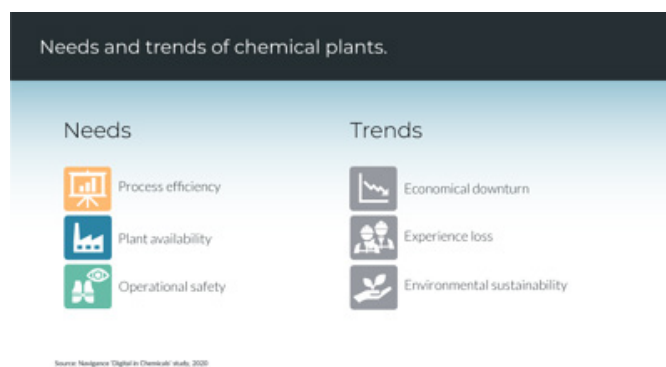 Needs and trends of chemical plants.
Needs
Process efficiency
Plant availability
Operational safety
Trends
Economical downturn
Experience loss
Environmental sustainability
Source: Navigance 'Digital in Chemicals' study, 2020